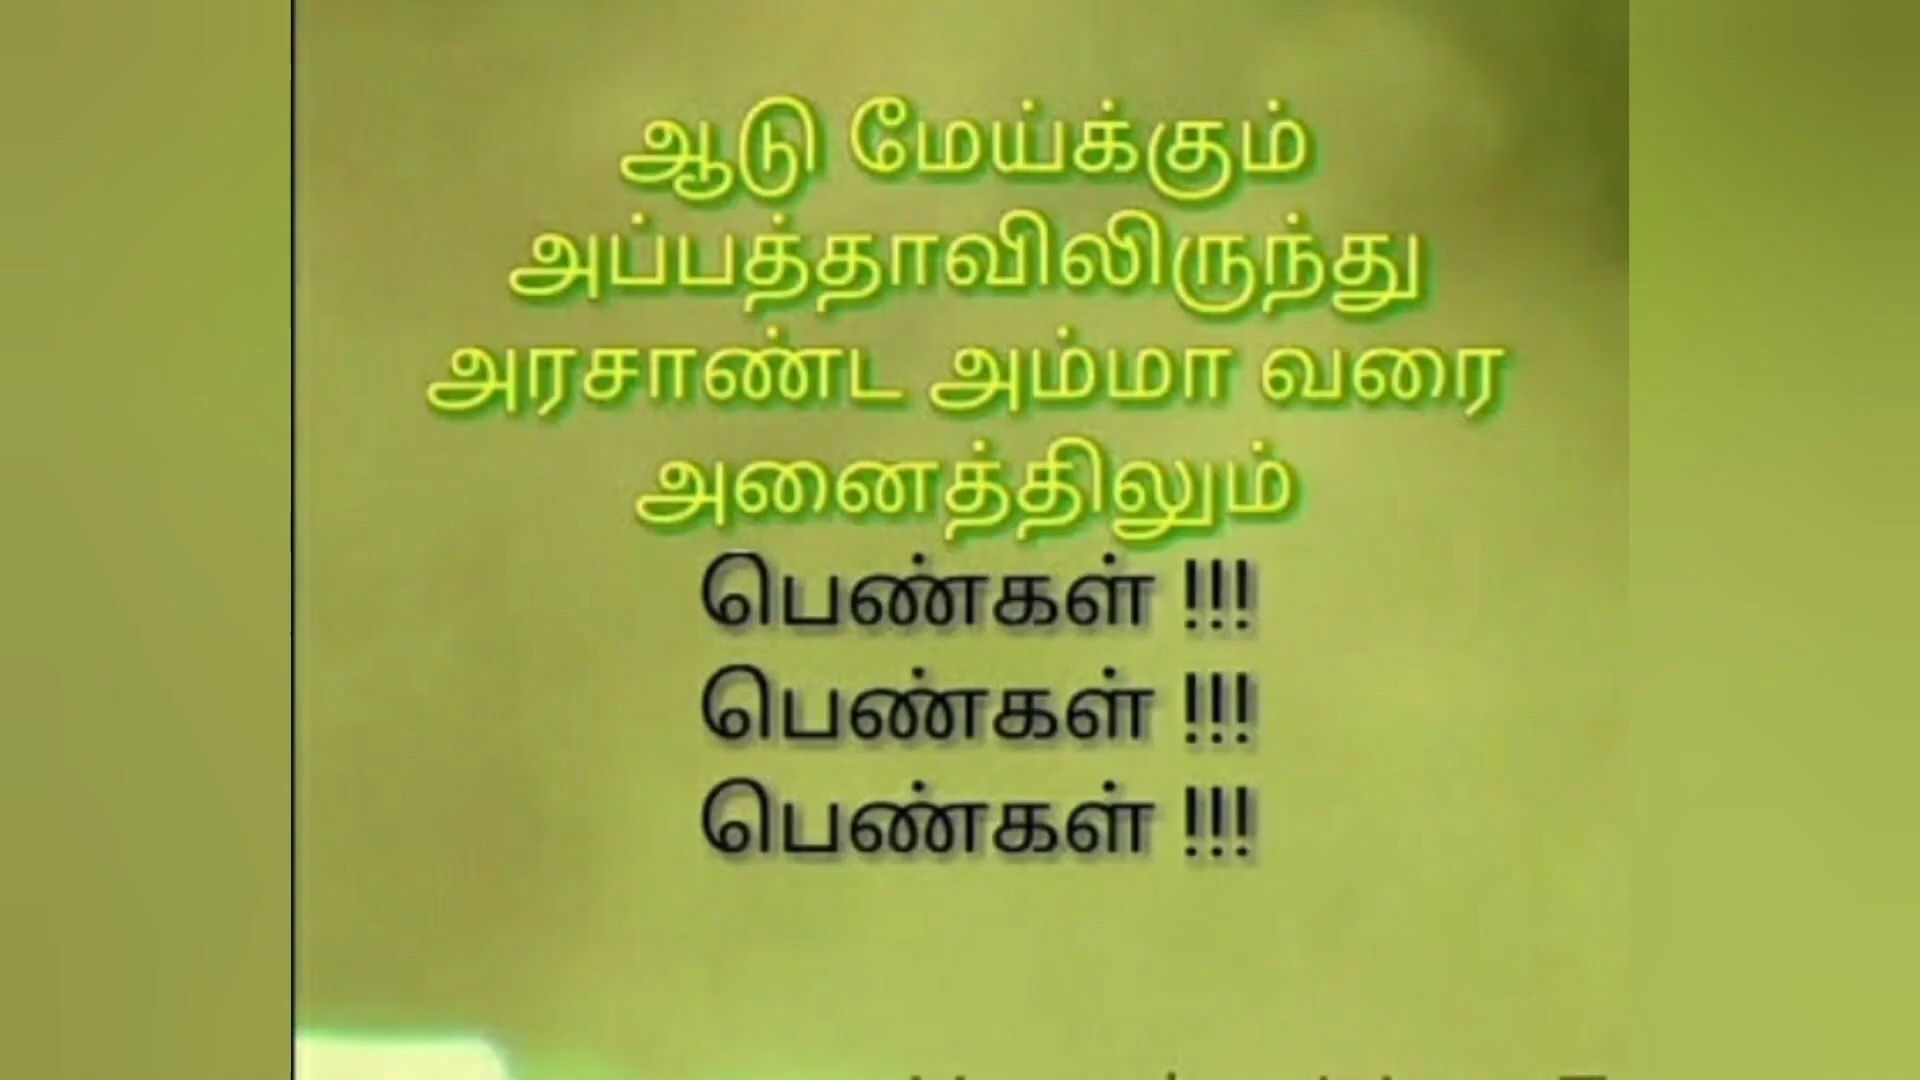 ஆடு மேய்க்கும்
அப்பத்தாவிலிருந்து
அரசாண்ட அம்மா வரை
அனைத்திலும்
பெண்கள் !!!
பெண்கள் !!!
பெண்கள் !!!